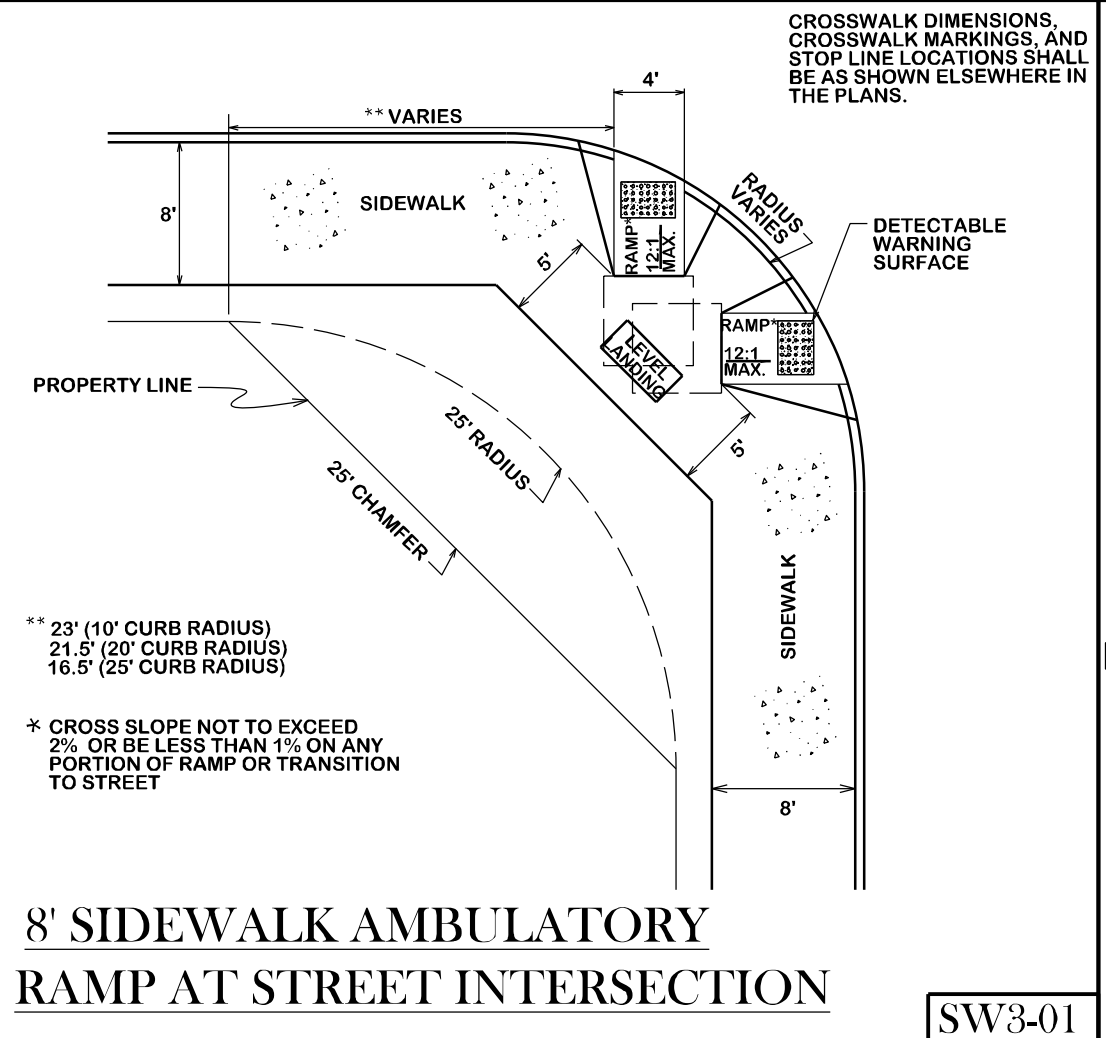 CROSSWALK DIMENSIONS,
CROSSWALK MARKINGS, AND
STOP LINE LOCATIONS SHALL
BE AS SHOWN ELSEWHERE IN
THE PLANS.
4'
** VARIES
8'
SIDEWALK
RAMP*
12:1
MAX.
RADIUS
VARIES
DETECTABLE
WARNING
SURFACE
5'
RAMP*
12:1
MAX.
LEVEL
LANDING
PROPERTY LINE
25' RADIUS
5'
25' CHAMFER
SIDEWALK
** 23' (10' CURB RADIUS)
21.5' (20' CURB RADIUS)
16.5' (25' CURB RADIUS)
* CROSS SLOPE NOT TO EXCEED
2% OR BE LESS THAN 1% ON ANY
PORTION OF RAMP OR TRANSITION
TO STREET
8'
8' SIDEWALK AMBULATORY
RAMP AT STREET INTERSECTION
SW3-01